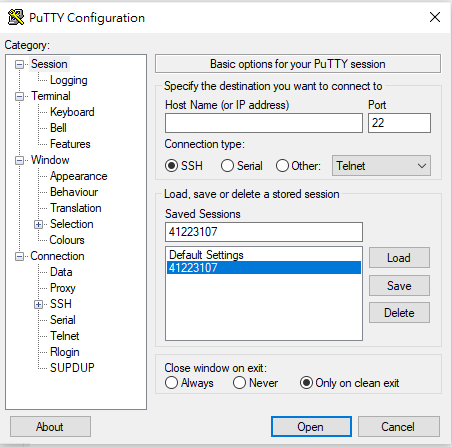 PuTTY Configuration
Category:
Session
Logging
Terminal
Keyboard
Bell
Features
Window
Appearance
Behaviour
Translation
Selection
Colours
Connection
Data
Proxy
SSH
Serial
Telnet
Rlogin
SUPDUP
Basic options for your PuTTY session
Specify the destination you want to connect to
Host Name (or IP address) Port
22
Connection type:
SSH Serial Other: Telnet
Load, save or delete a stored session
Saved Sessions
41223107
Default Settings
41223107
Load
Save
Delete
Close window on exit:
Always Never Only on clean exit
About Open Cancel